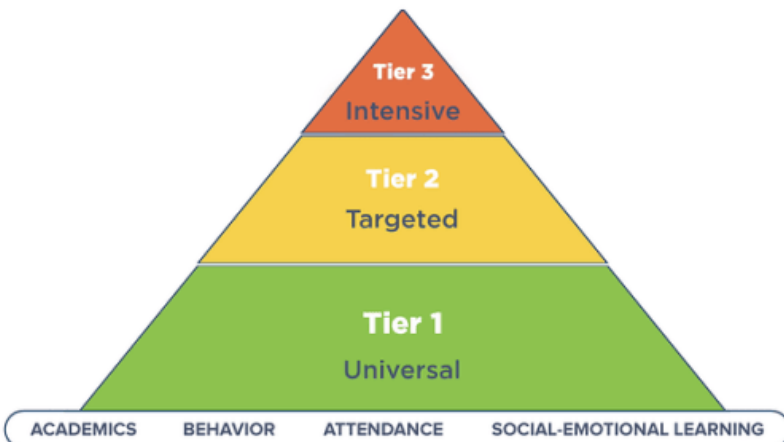 Tier 3
Intensive
Tier 2
Targeted
Tier 1
Universal
ACADEMICS BEHAVIOR ATTENDANCE SOCIAL-EMOTIONAL LEARNING